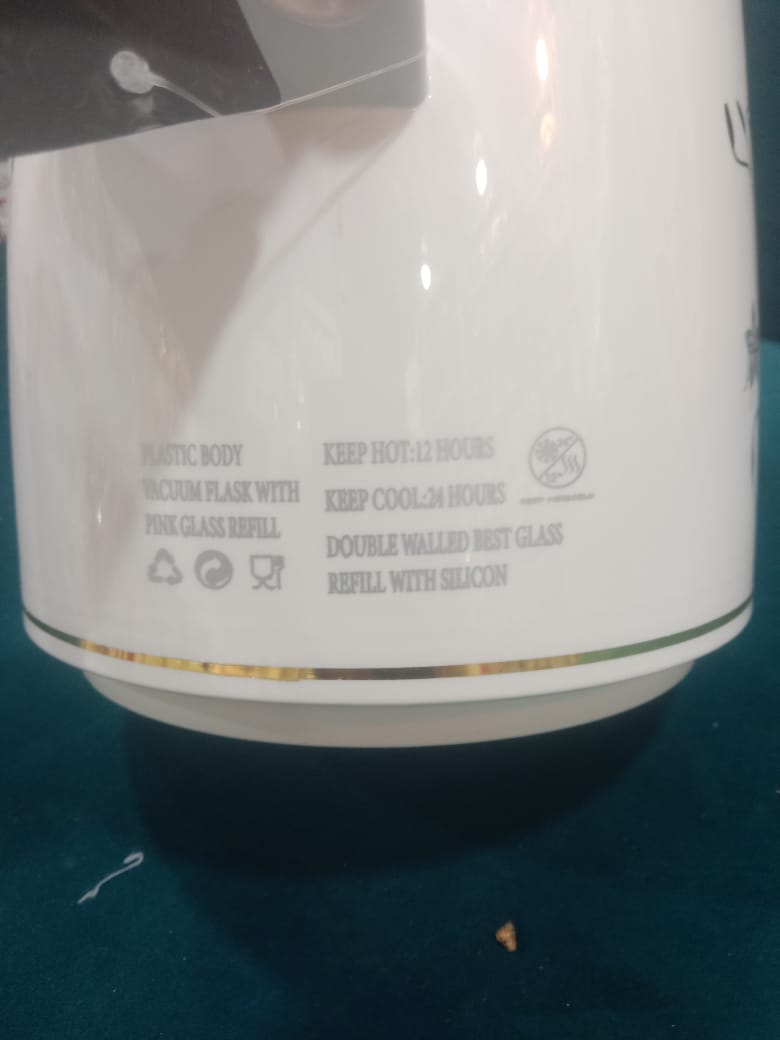 PLASTIC BODY
VACUUM FLASK WITH
PINK GLASS REFILL
KEEP HOT:12 HOURS
KEEP COOL:24 HOURS
DOUBLE WALLED BEST GLASS
REFILL WITH SILICON